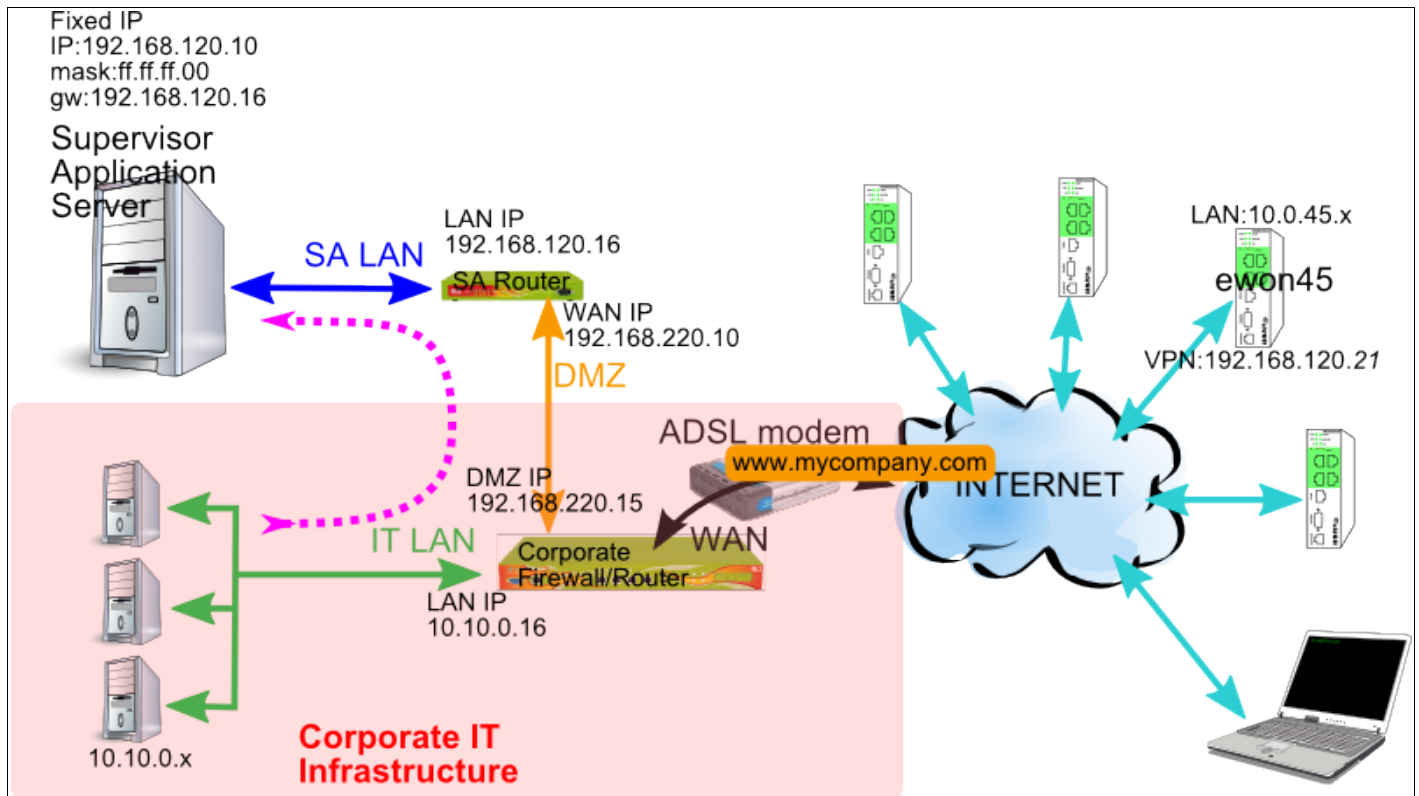 Fixed IP
IP:192.168.120.10
mask:ff.ff.ff.00
gw:192.168.120.16
Supervisor
Application
Server
SA LAN
LAN IP
192.168.120.16
SA Router
WAN IP
192.168.220.10
DMZ
LAN:10.0.45.x
ewon45
VPN:192.168.120.21
ADSL modem
www.mycompany.com
INTERNET
DMZ IP
192.168.220.15
WAN
IT LAN
Corporate
Firewall/Router
LAN IP
10.10.0.16
10.10.0.x
Corporate IT
Infrastructure